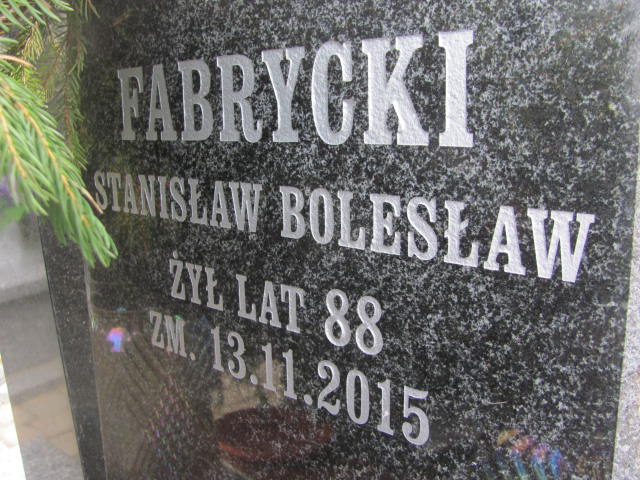 FABRYCKI
STANISŁAW BOLESŁAW
ŻYŁ LAT 88
ZM. 13.11.2015